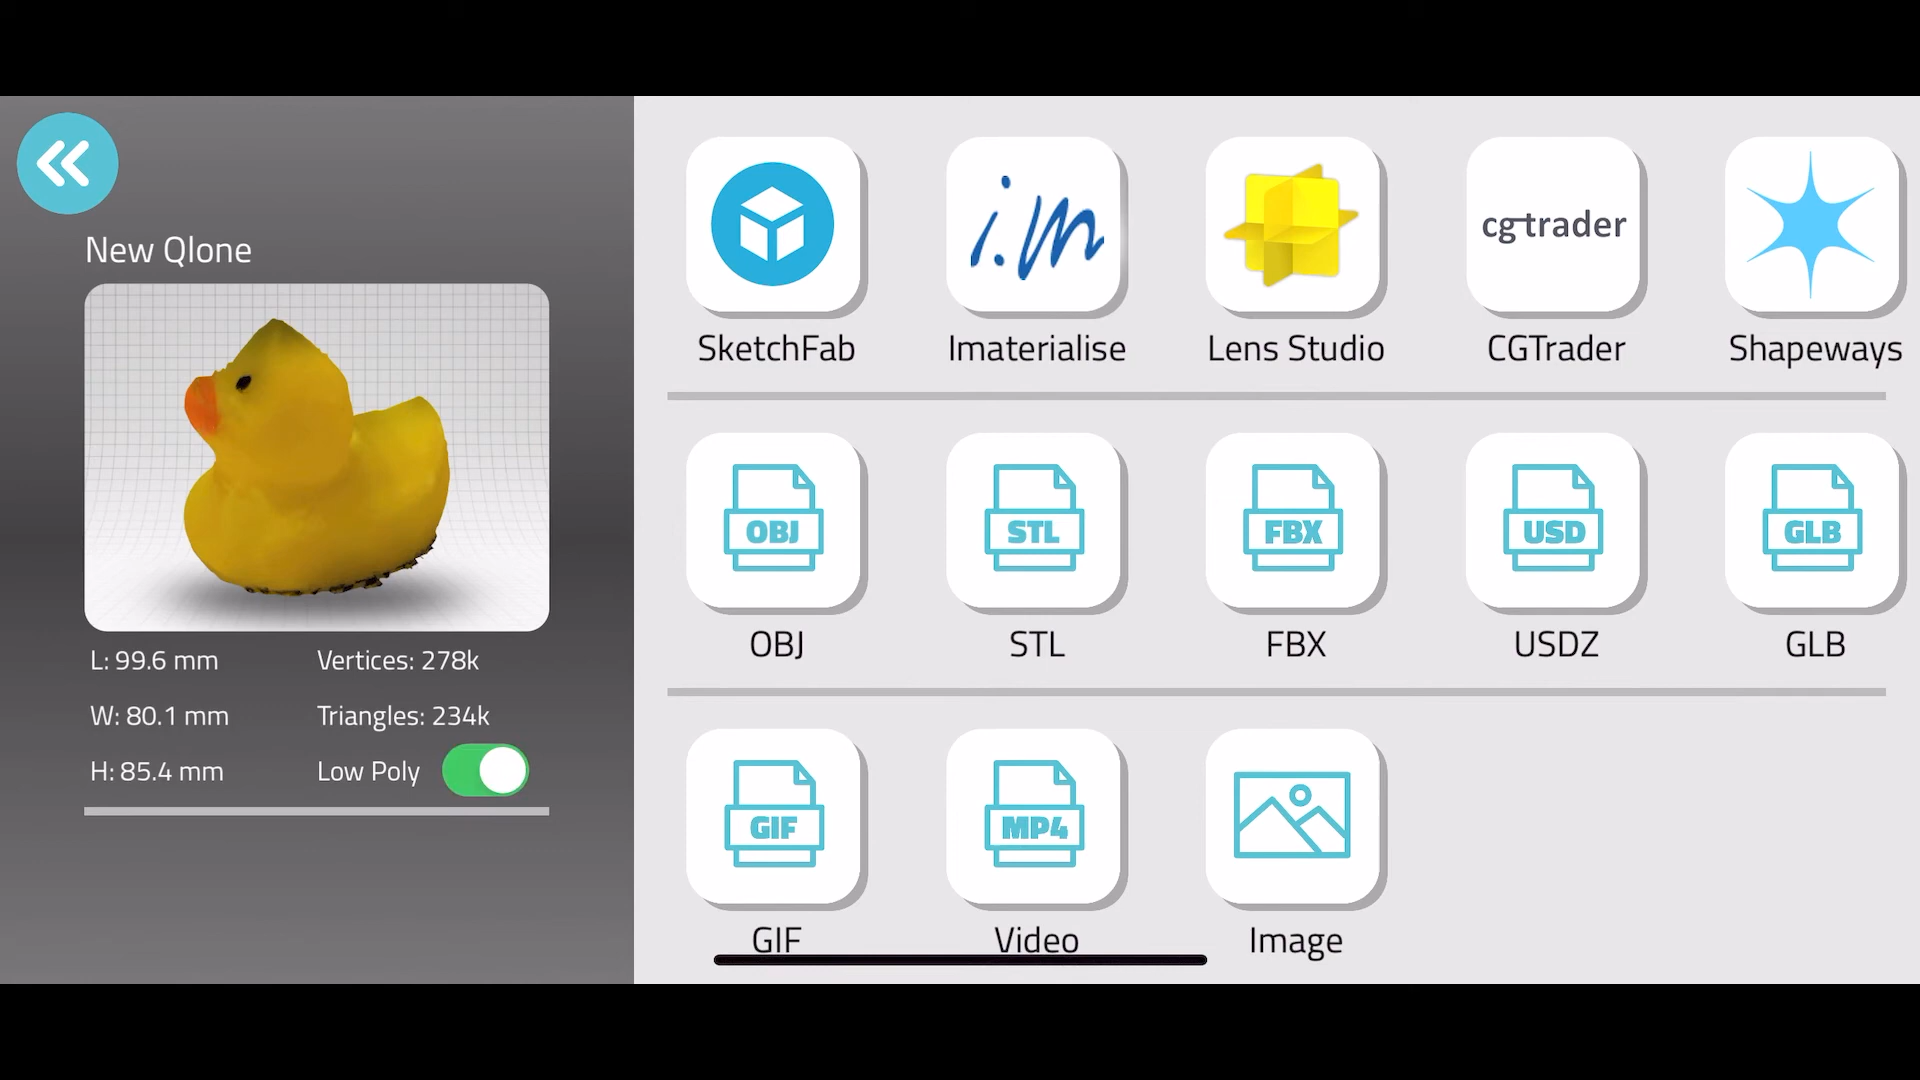 New Qlone
L: 99.6 mm
Vertices: 278k
W: 80.1 mm
Triangles: 234k
H: 85.4 mm
Low Poly
i.m
cgtrader
SketchFab
Imaterialise
Lens Studio
CGTrader
Shapeways
OBJ
STL
FBX
USD
GLB
OBJ
STL
FBX
USDZ
GLB
GIF
MP4
GIF
Video
Image